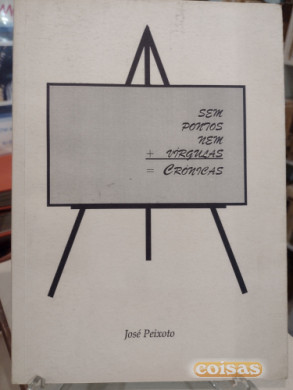 SEM
PONTOS
NEM
+ VÍRGULAS
= CRÓNICAS
José Peixoto
coisas